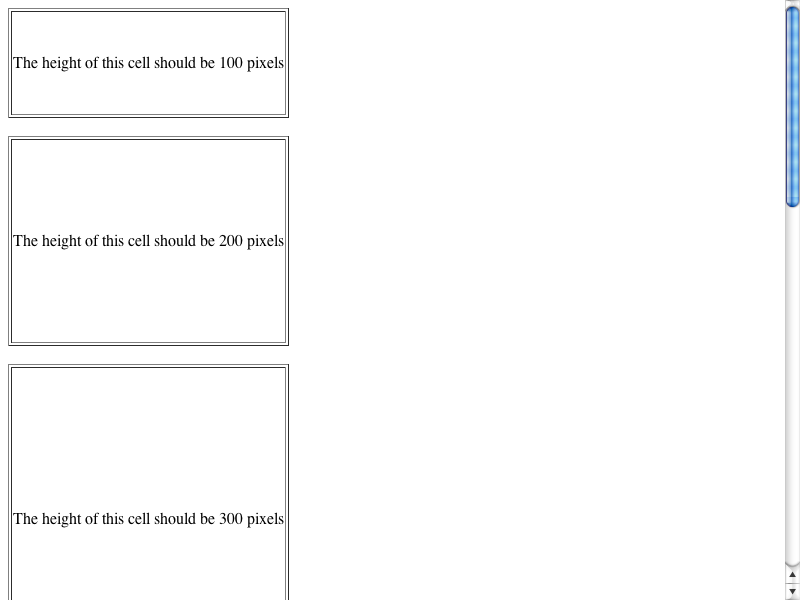 The height of this cell should be 100 pixels
The height of this cell should be 200 pixels
The height of this cell should be 300 pixels